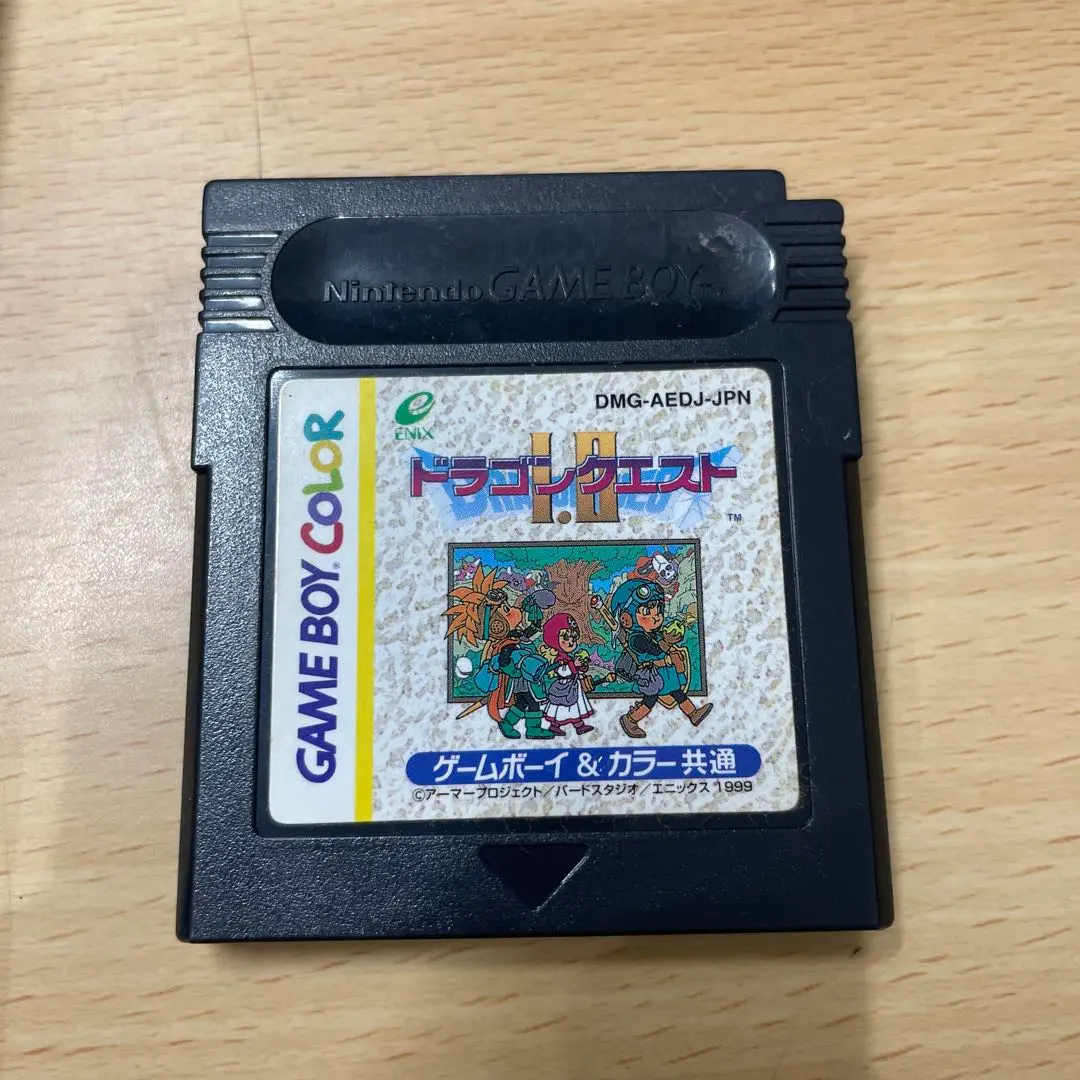 Nintendo GAME BOY TM
GAME BOY COLOR
ENIX
DMG-AEDJ-JPN
ドラゴンクエスト
I・II
TM
ゲームボーイ & カラー共通
©アーマープロジェクト／バードスタジオ／エニックス 1999